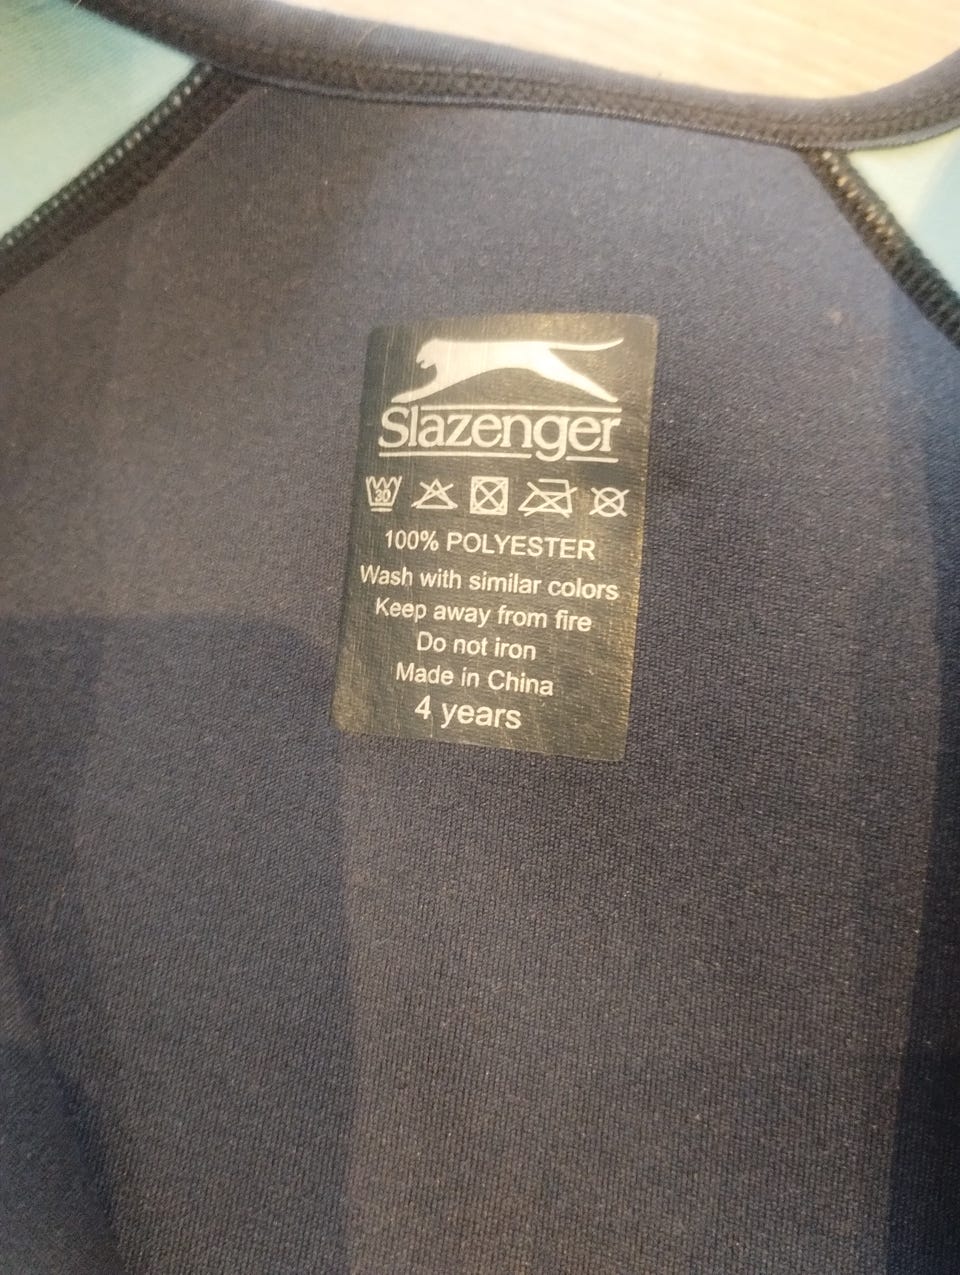 Slazenger
30
100% POLYESTER
Wash with similar colors
Keep away from fire
Do not iron
Made in China
4 years